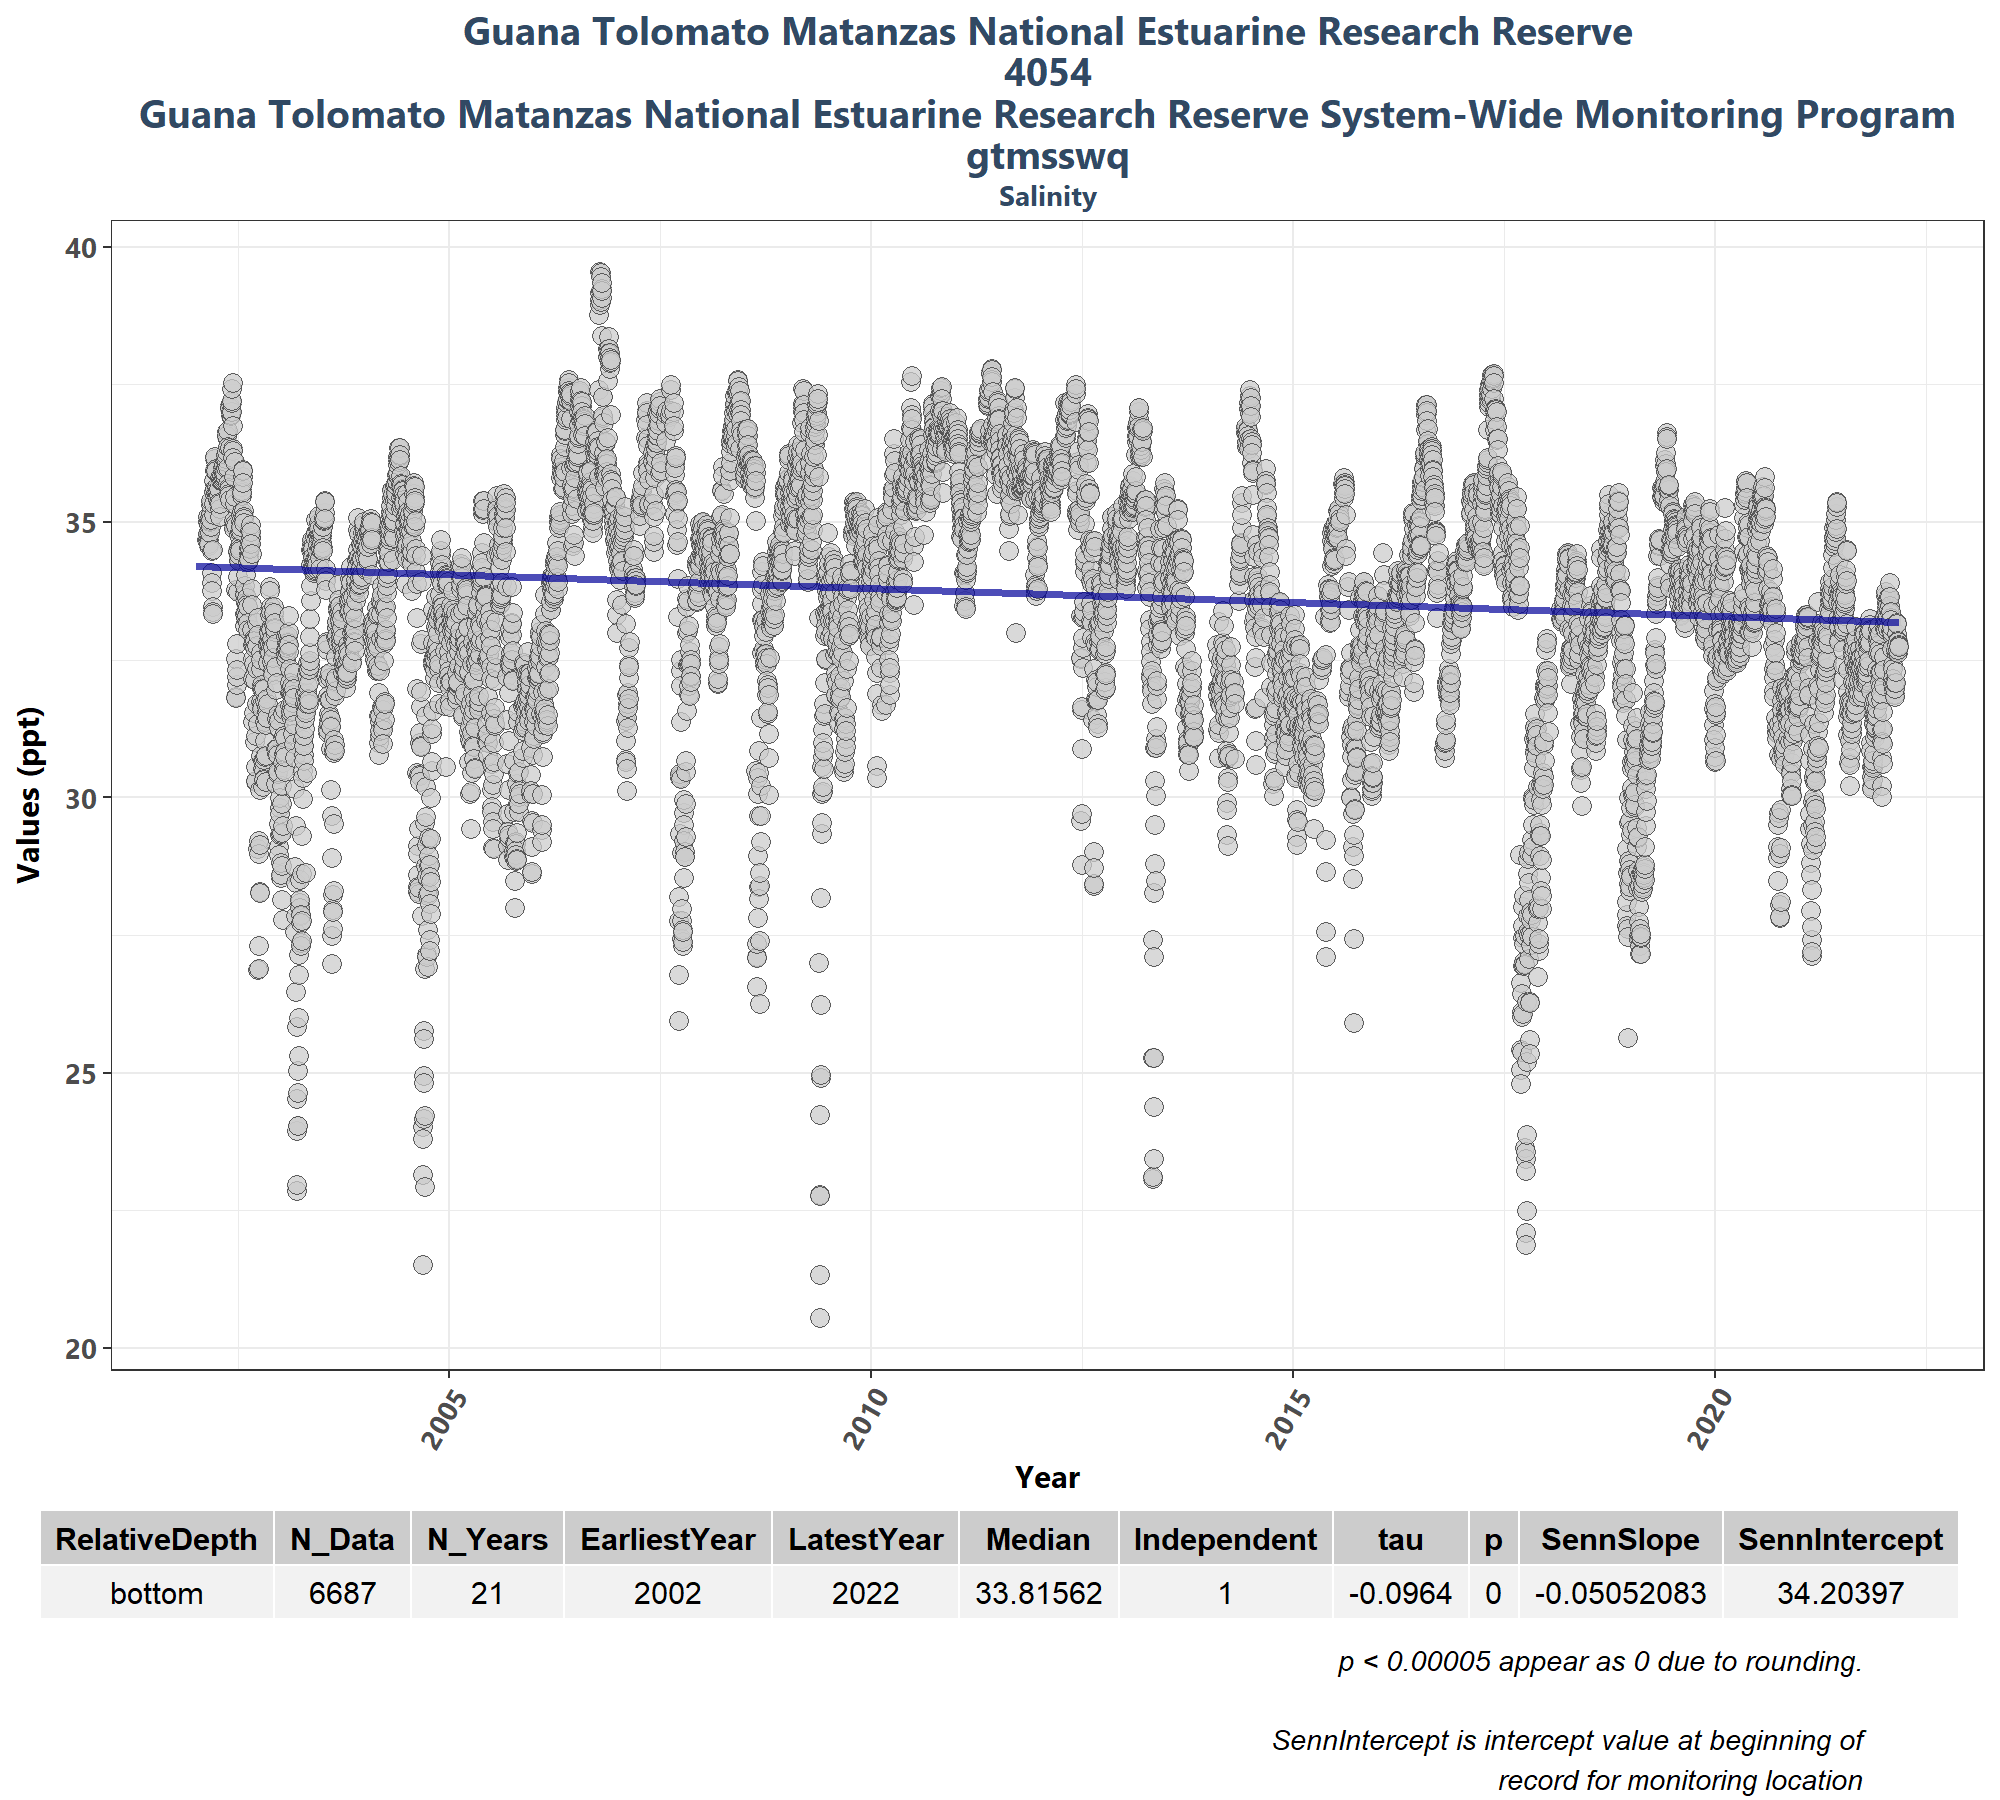 Guana Tolomato Matanzas National Estuarine Research Reserve
4054
Guana Tolomato Matanzas National Estuarine Research Reserve System-Wide Monitoring Program
gtmsswq
Salinity
Values (ppt)
40
35
30
25
20
2005 2010 2015 2020
Year
RelativeDepth N_Data N_Years EarliestYear LatestYear Median Independent tau p SennSlope SennIntercept
bottom 6687 21 2002 2022 33.81562 1 -0.0964 0 -0.05052083 34.20397
p < 0.00005 appear as 0 due to rounding.
SennIntercept is intercept value at beginning of
record for monitoring location